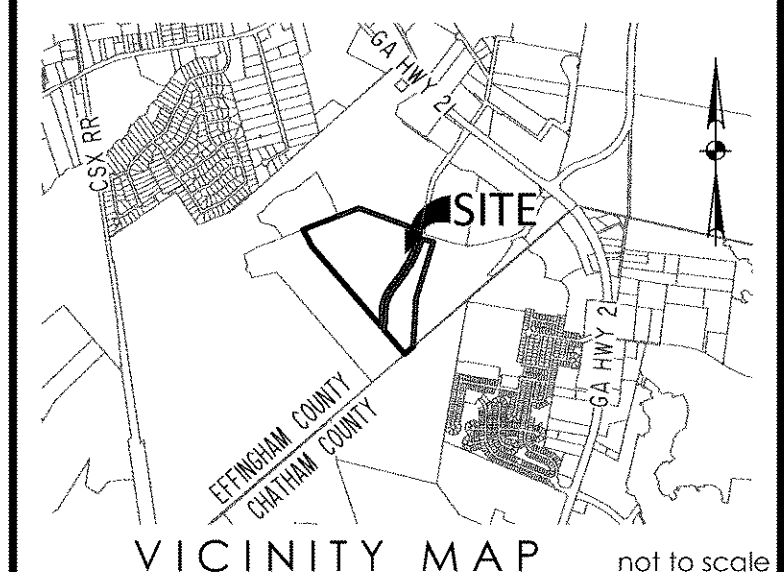 GA HWY 21
CSX RR
SITE
GA HWY 21
EFFINGHAM COUNTY
CHATHAM COUNTY
VICINITY MAP not to scale